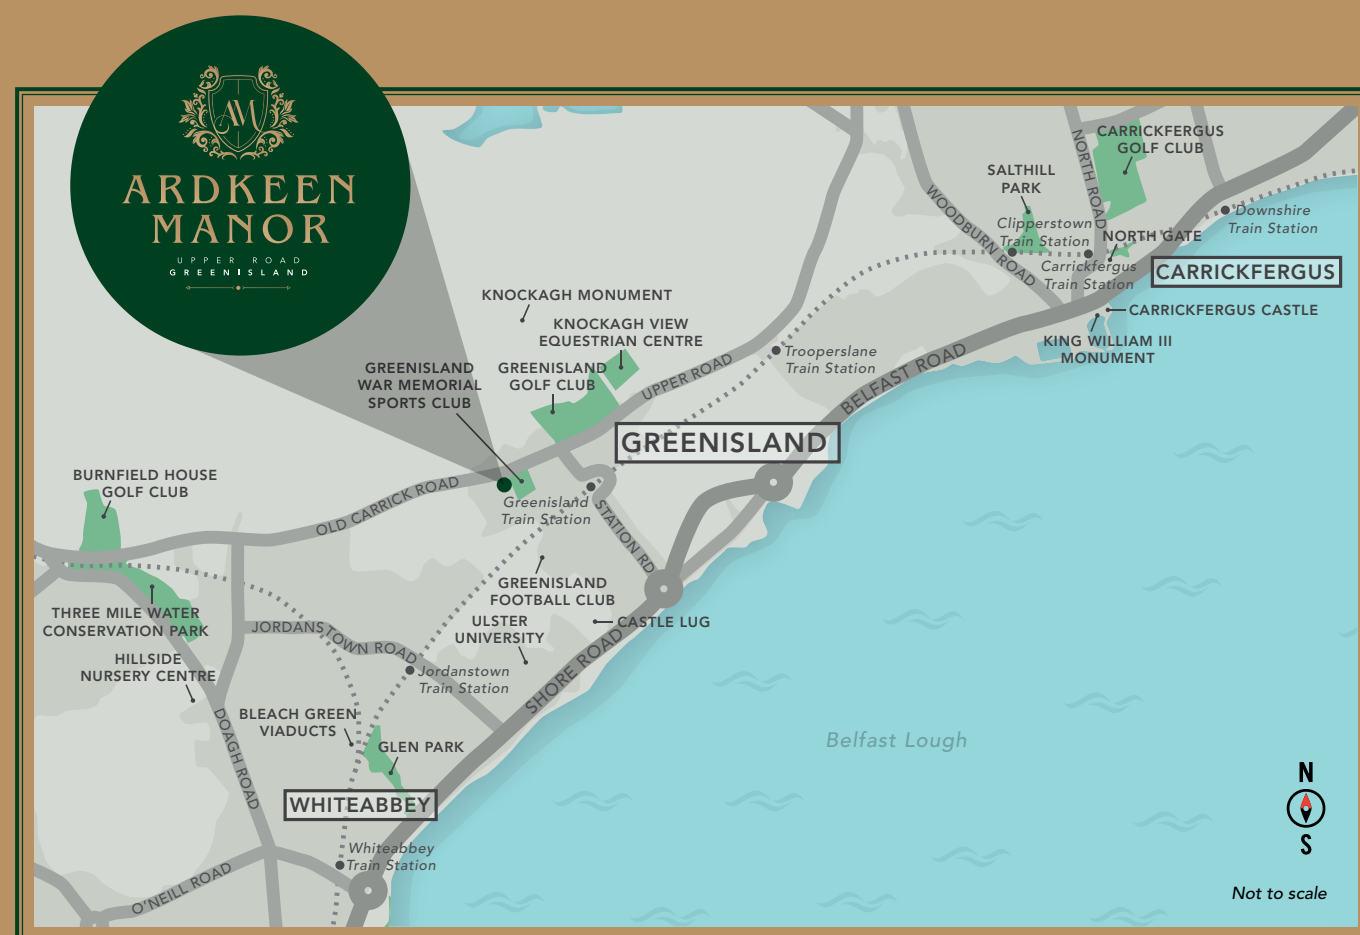 AM
ARDKEEN
MANOR
UPPER ROAD
GREENISLAND
CARRICKFERGUS
GOLF CLUB
NORTH ROAD
SALTHILL
PARK
WOODBURN ROAD
Clipperstown
Train Station
Downshire
Train Station
NORTH GATE
Carrickfergus
Train Station
CARRICKFERGUS
CARRICKFERGUS CASTLE
KING WILLIAM III
MONUMENT
KNOCKAGH MONUMENT
KNOCKAGH VIEW
EQUESTRIAN CENTRE
GREENISLAND
WAR MEMORIAL
SPORTS CLUB
GREENISLAND
GOLF CLUB
UPPER ROAD
Trooperslane
Train Station
BELFAST ROAD
GREENISLAND
BURNFIELD HOUSE
GOLF CLUB
OLD CARRICK ROAD
Greenisland
Train Station
STATION RD
GREENISLAND
FOOTBALL CLUB
THREE MILE WATER
CONSERVATION PARK
JORDANSTOWN ROAD
ULSTER
UNIVERSITY
CASTLE LUG
HILLSIDE
NURSERY CENTRE
Jordanstown
Train Station
SHORE ROAD
DOAGH ROAD
BLEACH GREEN
VIADUCTS
GLEN PARK
Belfast Lough
WHITEABBEY
Whiteabbey
Train Station
O'NEILL ROAD
N
S
Not to scale